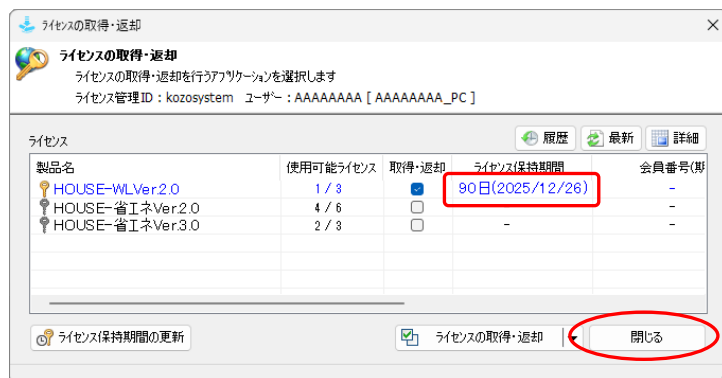 ライセンスの取得・返却
ライセンスの取得・返却
ライセンスの取得・返却を行うアプリケーションを選択します
ライセンス管理ID：kozosystem ユーザー：AAAAAAAA [ AAAAAAAA_PC ]
ライセンス 履歴 最新 詳細
製品名 使用可能ライセンス 取得・返却 ライセンス保持期間 会員番号(期
HOUSE-WLVer.2.0 1 / 3 90日(2025/12/26) -
HOUSE-省エネVer.2.0 4 / 6 -
HOUSE-省エネVer.3.0 2 / 3 - -
ライセンス保持期間の更新 ライセンスの取得・返却 閉じる